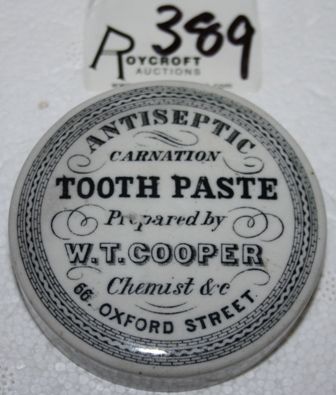 389
ROYCROFT
AUCTIONS
ANTISEPTIC
CARNATION
TOOTH PASTE
Prepared by
W.T. COOPER
Chemist &c
66. OXFORD STREET.